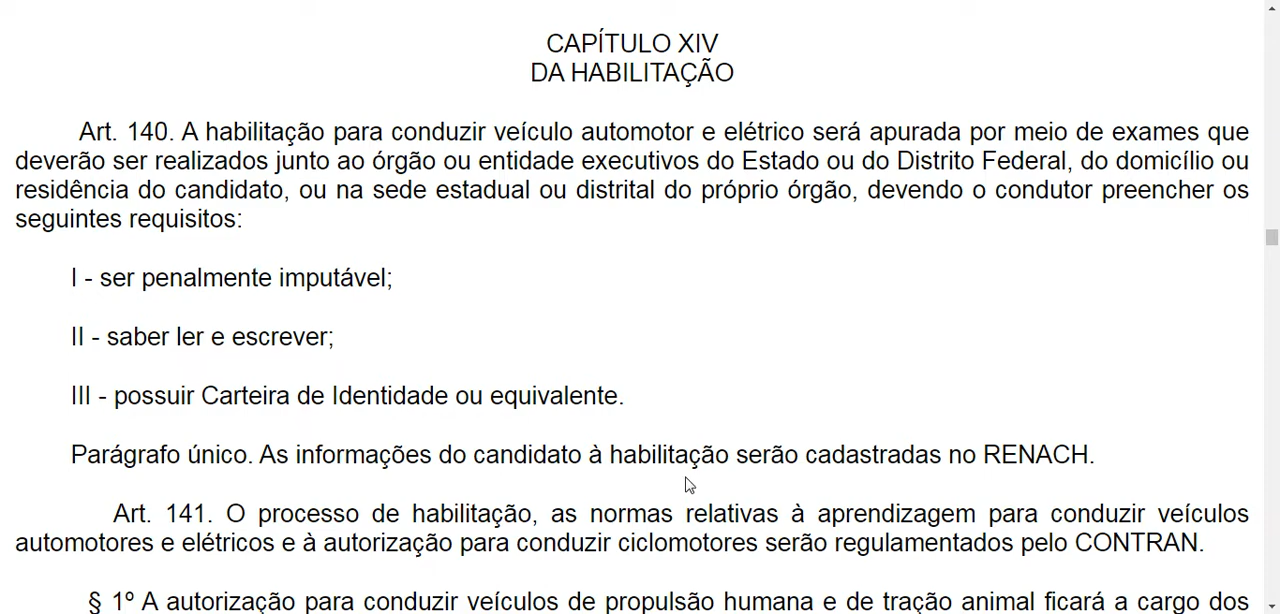 CAPÍTULO XIV
DA HABILITAÇÃO
Art. 140. A habilitação para conduzir veículo automotor e elétrico será apurada por meio de exames que
deverão ser realizados junto ao órgão ou entidade executivos do Estado ou do Distrito Federal, do domicílio ou
residência do candidato, ou na sede estadual ou distrital do próprio órgão, devendo o condutor preencher os
seguintes requisitos:
I - ser penalmente imputável;
II - saber ler e escrever;
III - possuir Carteira de Identidade ou equivalente.
Parágrafo único. As informações do candidato à habilitação serão cadastradas no RENACH.
Art. 141. O processo de habilitação, as normas relativas à aprendizagem para conduzir veículos
automotores e elétricos e à autorização para conduzir ciclomotores serão regulamentados pelo CONTRAN.
§ 1º A autorização para conduzir veículos de propulsão humana e de tração animal ficará a cargo dos